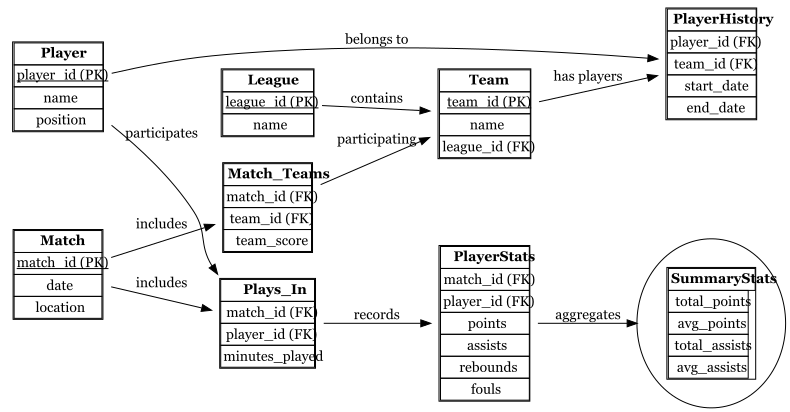 Player
player_id (PK)
name
position
belongs to
PlayerHistory
player_id (FK)
team_id (FK)
start_date
end_date
League
league_id (PK)
name
contains
Team
team_id (PK)
name
league_id (FK)
has players
participates
participating
Match_Teams
match_id (FK)
team_id (FK)
team_score
Match
match_id (PK)
date
location
includes
includes
Plays_In
match_id (FK)
player_id (FK)
minutes_played
records
PlayerStats
match_id (FK)
player_id (FK)
points
assists
rebounds
fouls
aggregates
SummaryStats
total_points
avg_points
total_assists
avg_assists